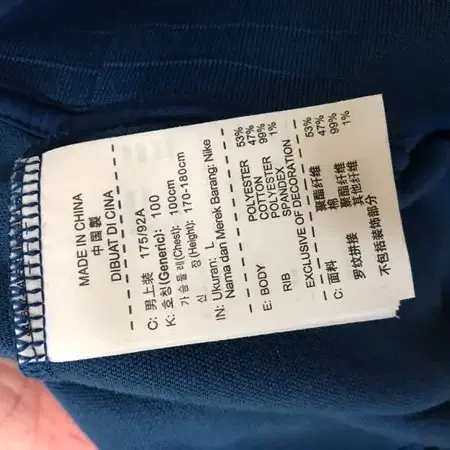 MADE IN CHINA
中国製
DIBUAT DI CINA
C: 男上装 175/92A
K: 호칭(Generic): 100
가슴둘레(Chest): 100cm
신 장(Height): 170-180cm
IN: Ukuran: L
Nama dan Merek Barang: Nike
E: BODY POLYESTER 53%
COTTON 47%
RIB POLYESTER 99%
SPANDEX 1%
EXCLUSIVE OF DECORATION
C: 面料 聚酯纤维 53%
棉 47%
罗纹拼接 聚酯纤维 99%
其他纤维 1%
不包括装饰部分